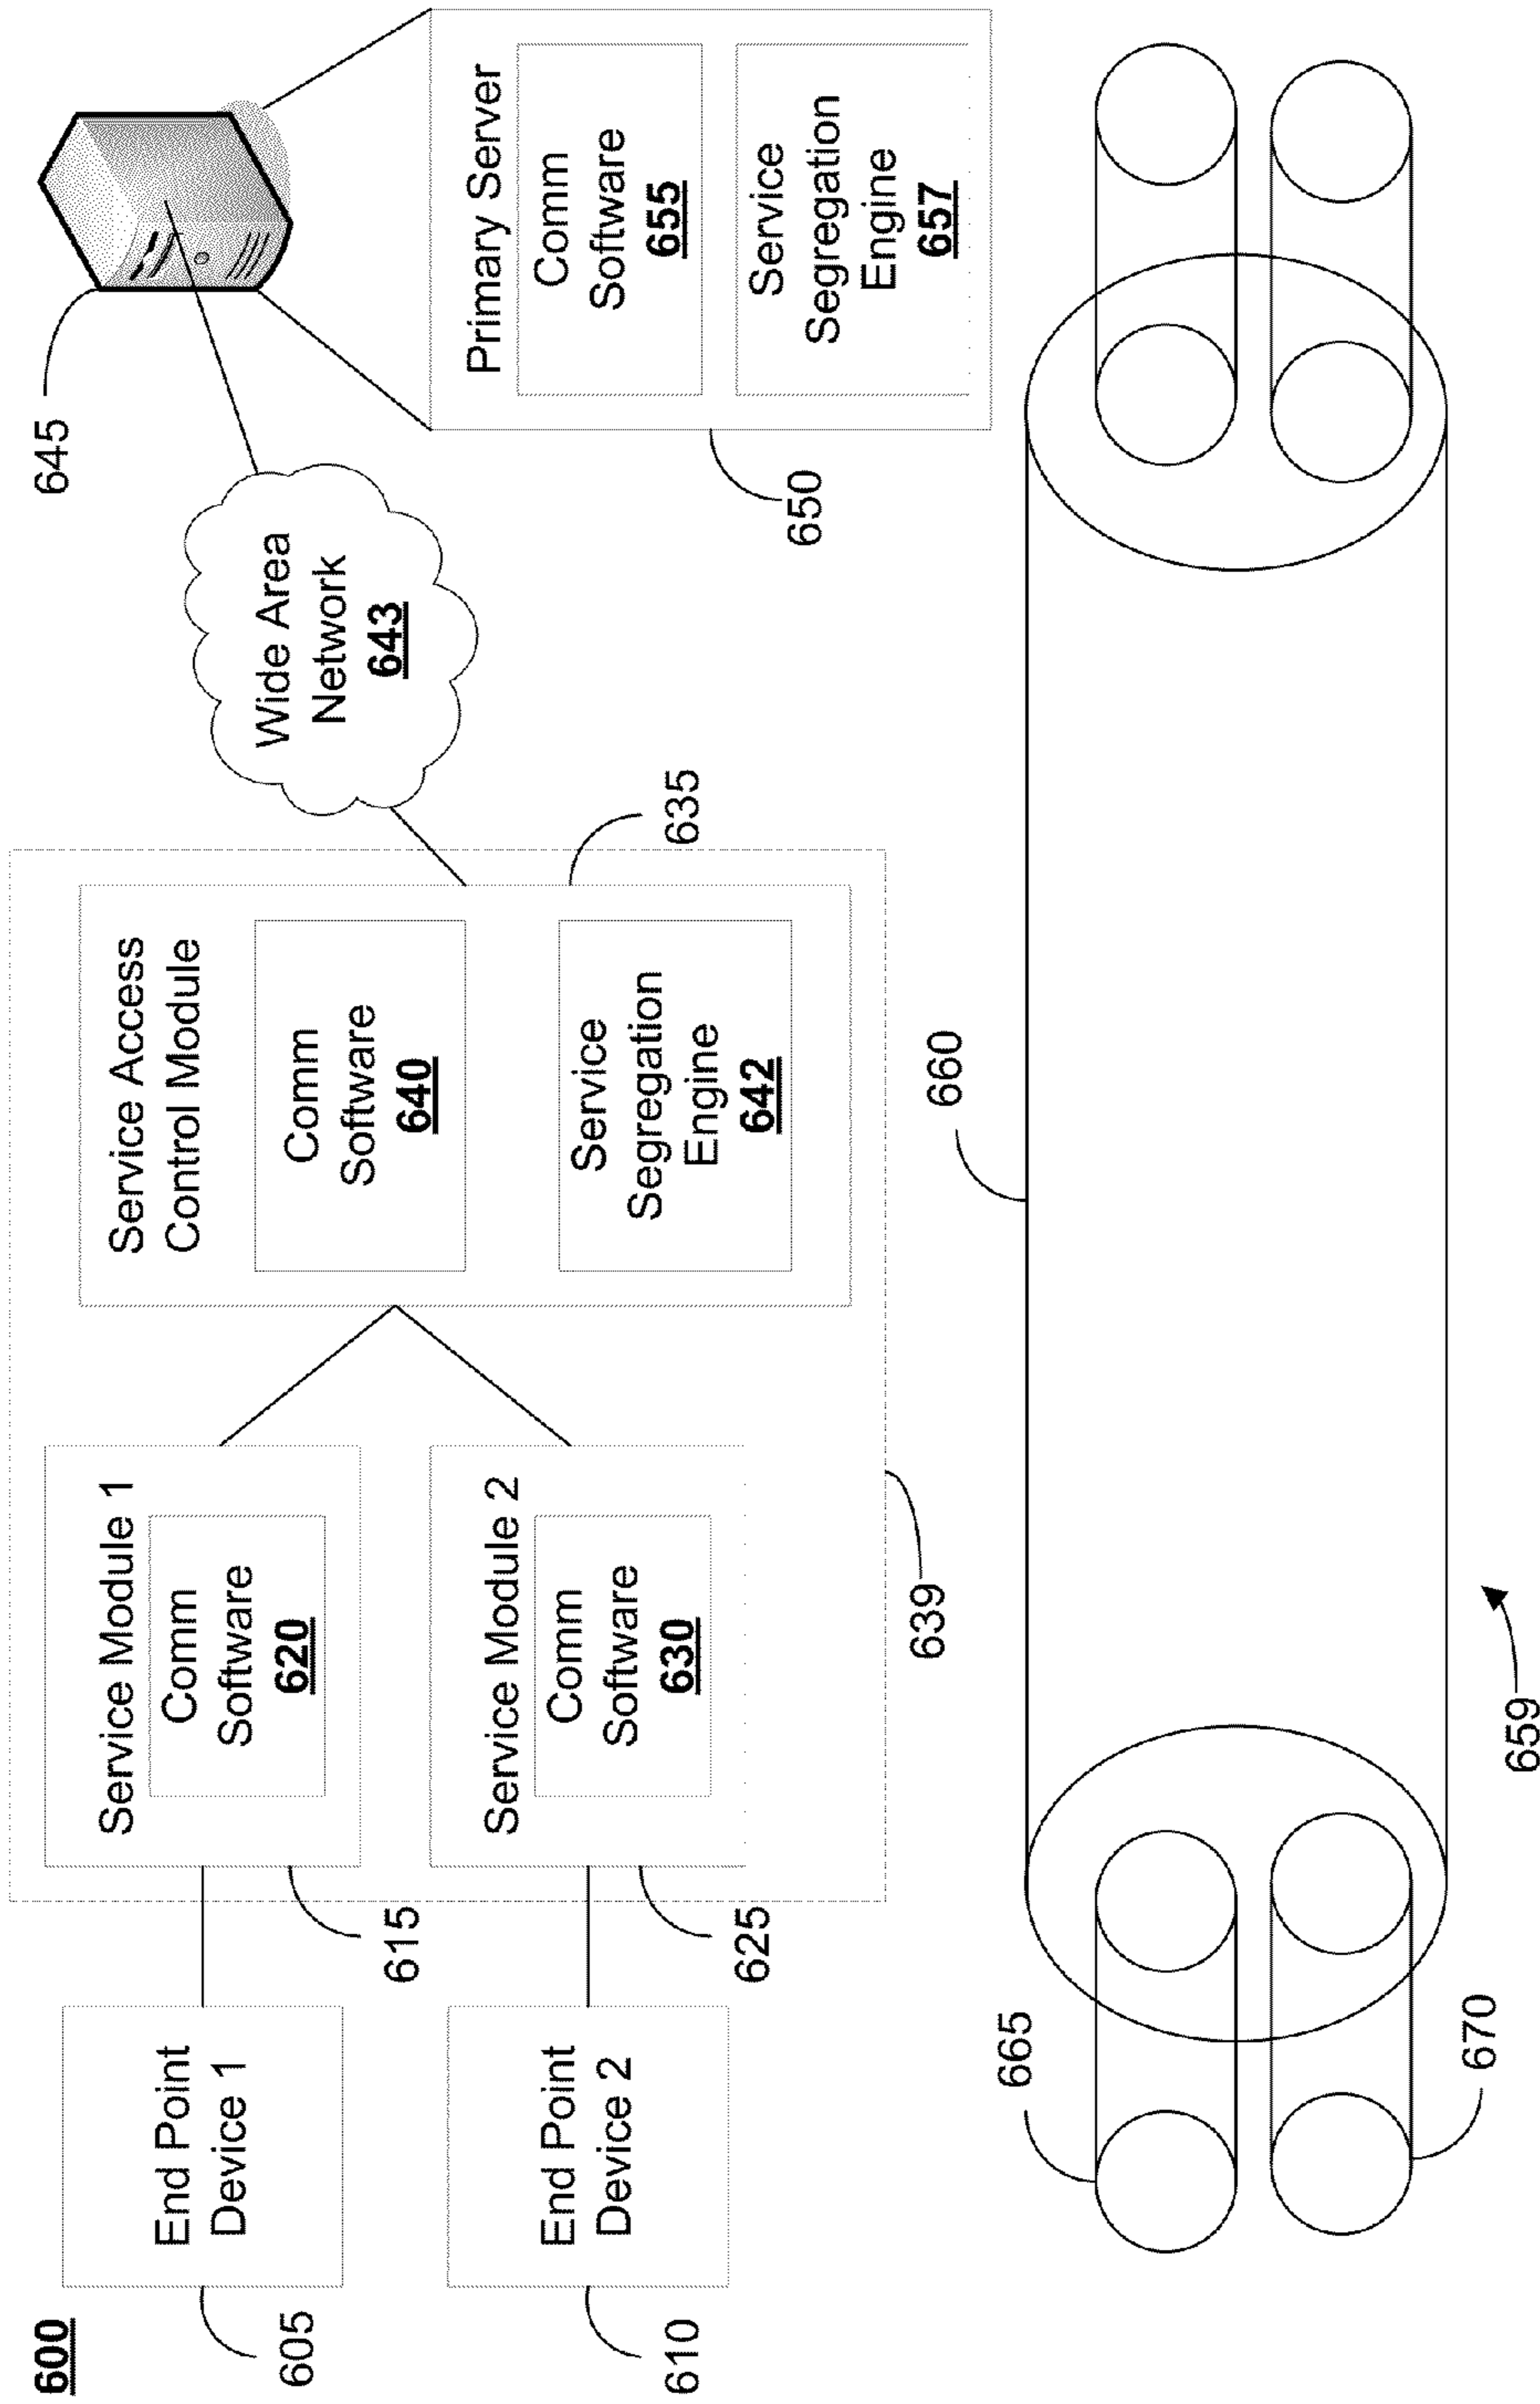 600
End Point
Device 1
605
End Point
Device 2
610
Service Module 1
Comm
Software
620
615
Service Module 2
Comm
Software
630
625
639
Service Access
Control Module
Comm
Software
640
Service
Segregation
Engine
642
635
Wide Area
Network
643
645
Primary Server
Comm
Software
655
Service
Segregation
Engine
657
650
660
665
670
659